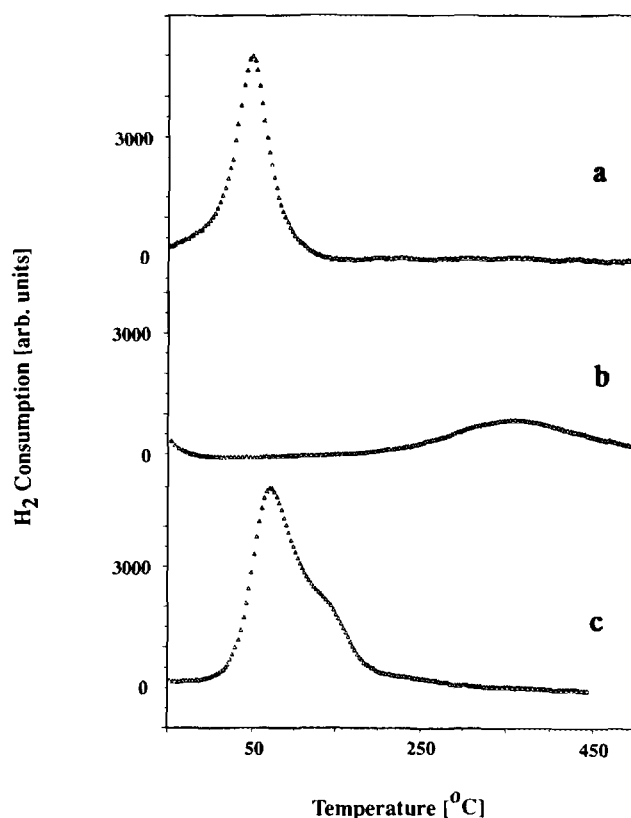 3000
a
0
3000
b
0
3000
c
0
50
250
450
H2 Consumption [arb. units]
Temperature [°C]